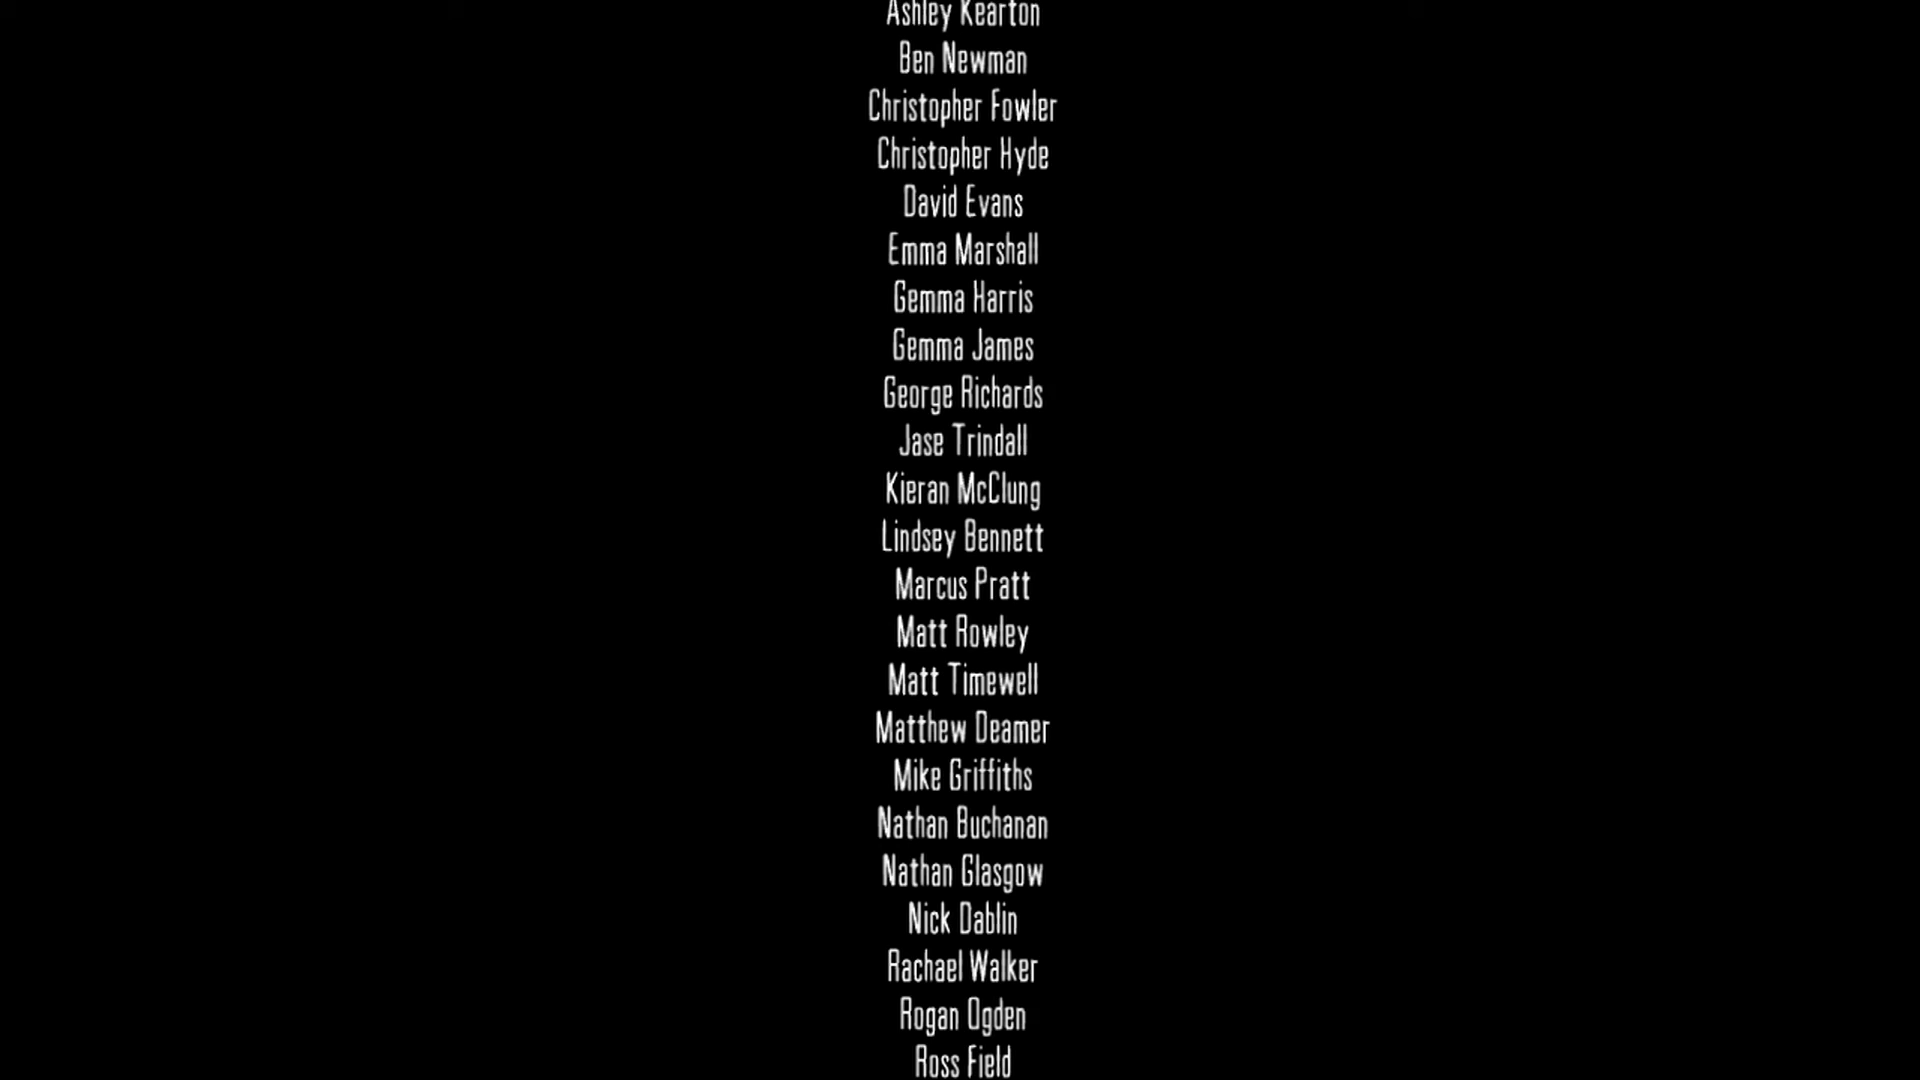 Ashley Kearton
Ben Newman
Christopher Fowler
Christopher Hyde
David Evans
Emma Marshall
Gemma Harris
Gemma James
George Richards
Jase Trindall
Kieran McClung
Lindsey Bennett
Marcus Pratt
Matt Rowley
Matt Timewell
Matthew Deamer
Mike Griffiths
Nathan Buchanan
Nathan Glasgow
Nick Dablin
Rachael Walker
Rogan Ogden
Ross Field